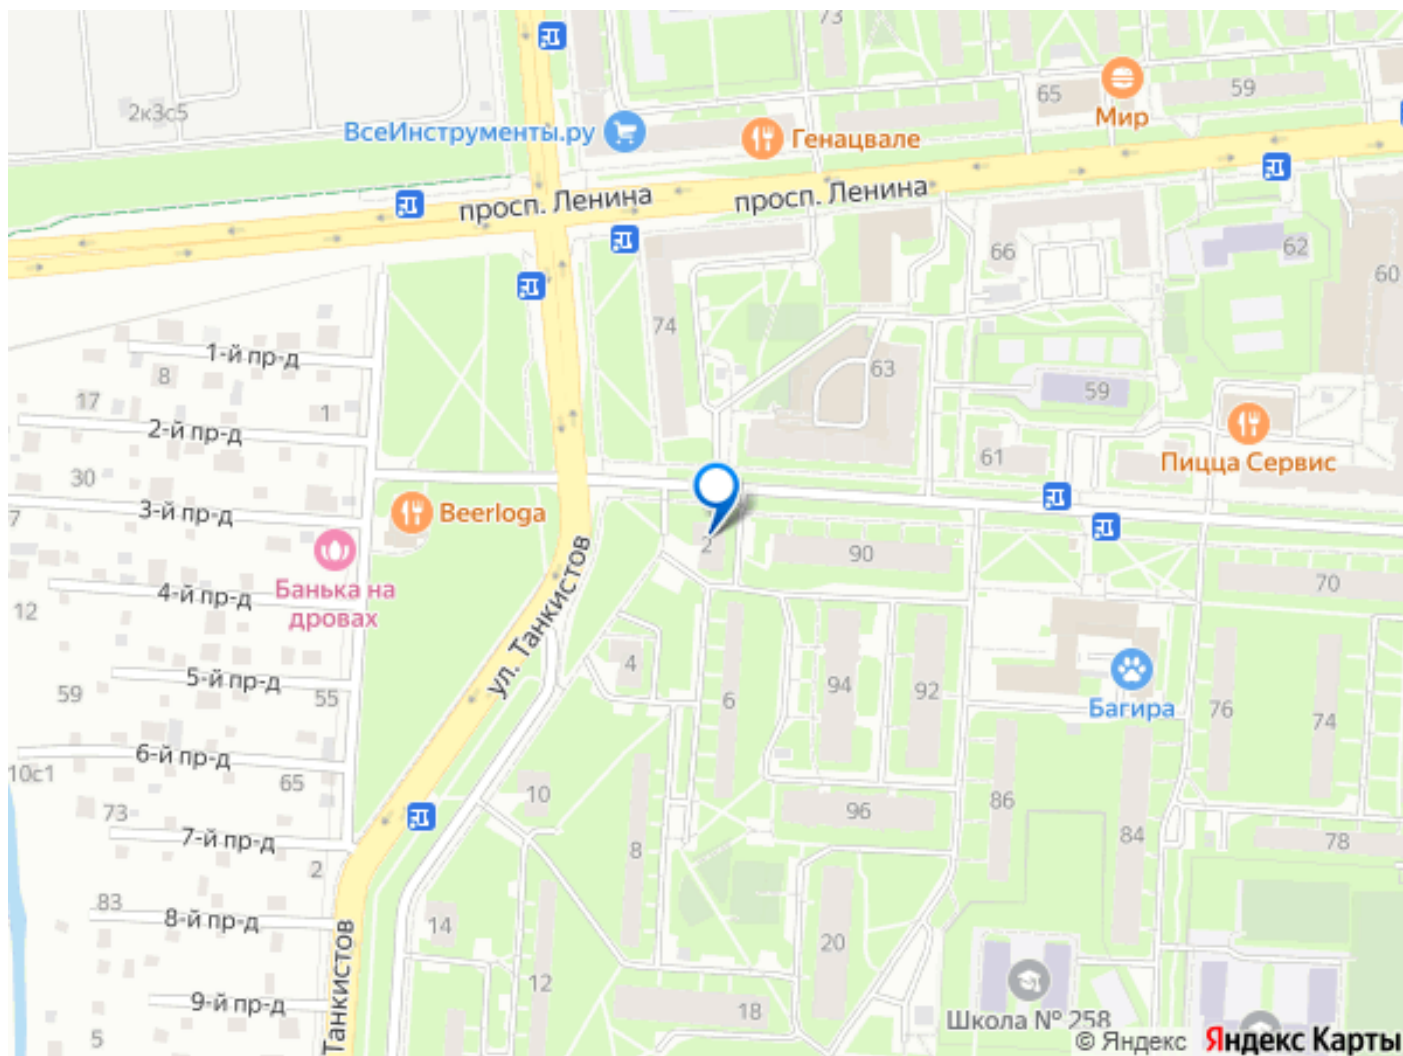 73
2к3с5
ВсеИнструменты.ру
Генацвале
65
Мир
59
просп. Ленина
просп. Ленина
66
62
60
74
63
1-й пр-д
8
17
1
2-й пр-д
59
61
Пицца Сервис
30
3-й пр-д
7
Beerloga
2
90
70
Банька на
дровах
4-й пр-д
12
ул. Танкистов
5-й пр-д
59
55
4
6
94
92
Багира
76
74
6-й пр-д
10с1
65
73
10
96
86
84
78
7-й пр-д
2
8
83
8-й пр-д
14
20
12
Танкистов
9-й пр-д
5
18
Школа № 258
© Яндекс Яндекс Карты